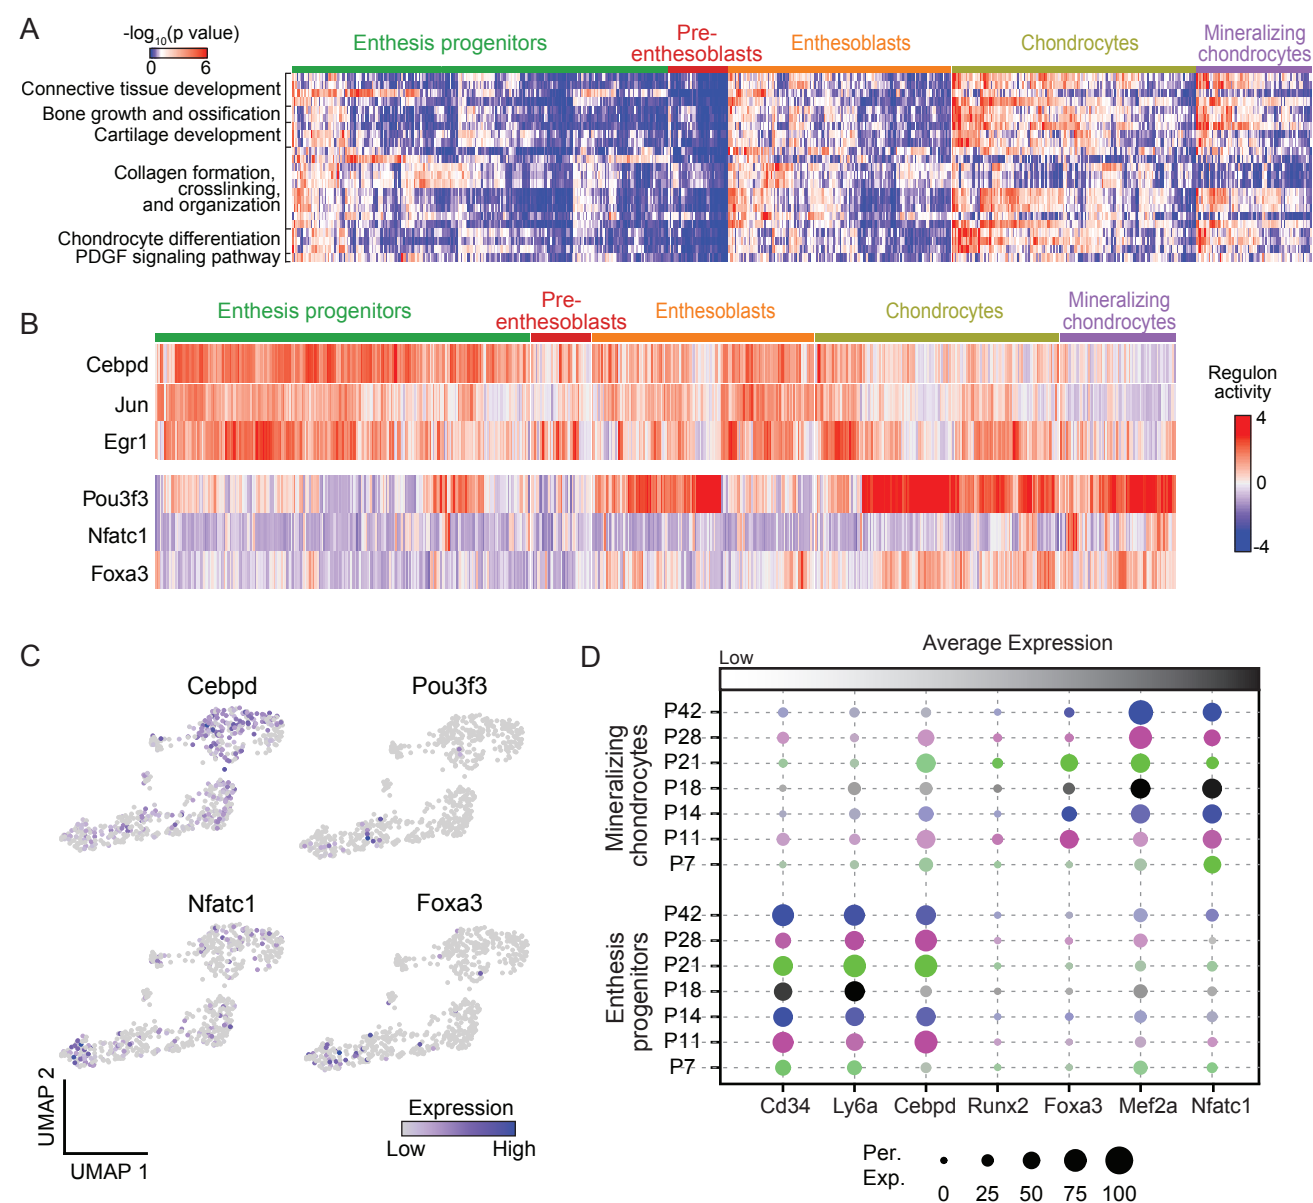 A
-log10(p value)
0 6
Enthesis progenitors
Pre-
enthesoblasts
Enthesoblasts
Chondrocytes
Mineralizing
chondrocytes
Connective tissue development
Bone growth and ossification
Cartilage development
Collagen formation,
crosslinking,
and organization
Chondrocyte differentiation
PDGF signaling pathway
B
Enthesis progenitors
Pre-
enthesoblasts
Enthesoblasts
Chondrocytes
Mineralizing
chondrocytes
Cebpd
Jun
Egr1
Pou3f3
Nfatc1
Foxa3
Regulon
activity
4
0
-4
C
Cebpd
Pou3f3
Nfatc1
Foxa3
UMAP 2
UMAP 1
Expression
Low High
D
Average Expression
Low
Mineralizing
chondrocytes
P42
P28
P21
P18
P14
P11
P7
Enthesis
progenitors
P42
P28
P21
P18
P14
P11
P7
Cd34 Ly6a Cebpd Runx2 Foxa3 Mef2a Nfatc1
Per.
Exp.
0 25 50 75 100